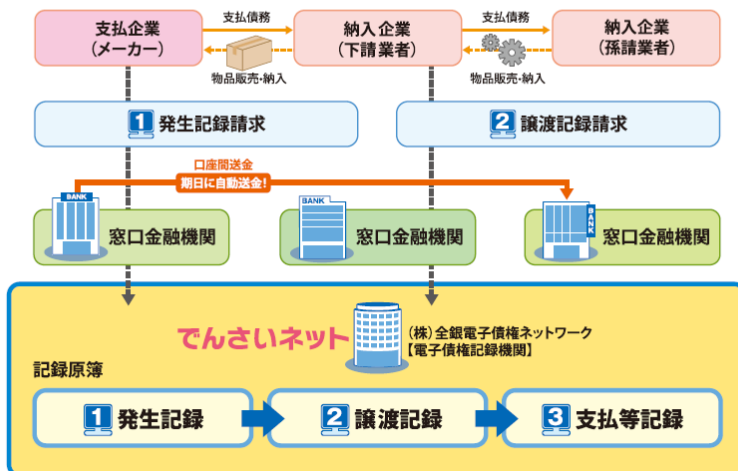 支払企業
(メーカー)
支払債務
物品販売・納入
納入企業
(下請業者)
支払債務
物品販売・納入
納入企業
(孫請業者)
1 発生記録請求
2 譲渡記録請求
口座間送金
期日に自動送金!
BANK
窓口金融機関
BANK
窓口金融機関
BANK
窓口金融機関
でんさいネット
(株)全銀電子債権ネットワーク
【電子債権記録機関】
記録原簿
1 発生記録
2 譲渡記録
3 支払等記録